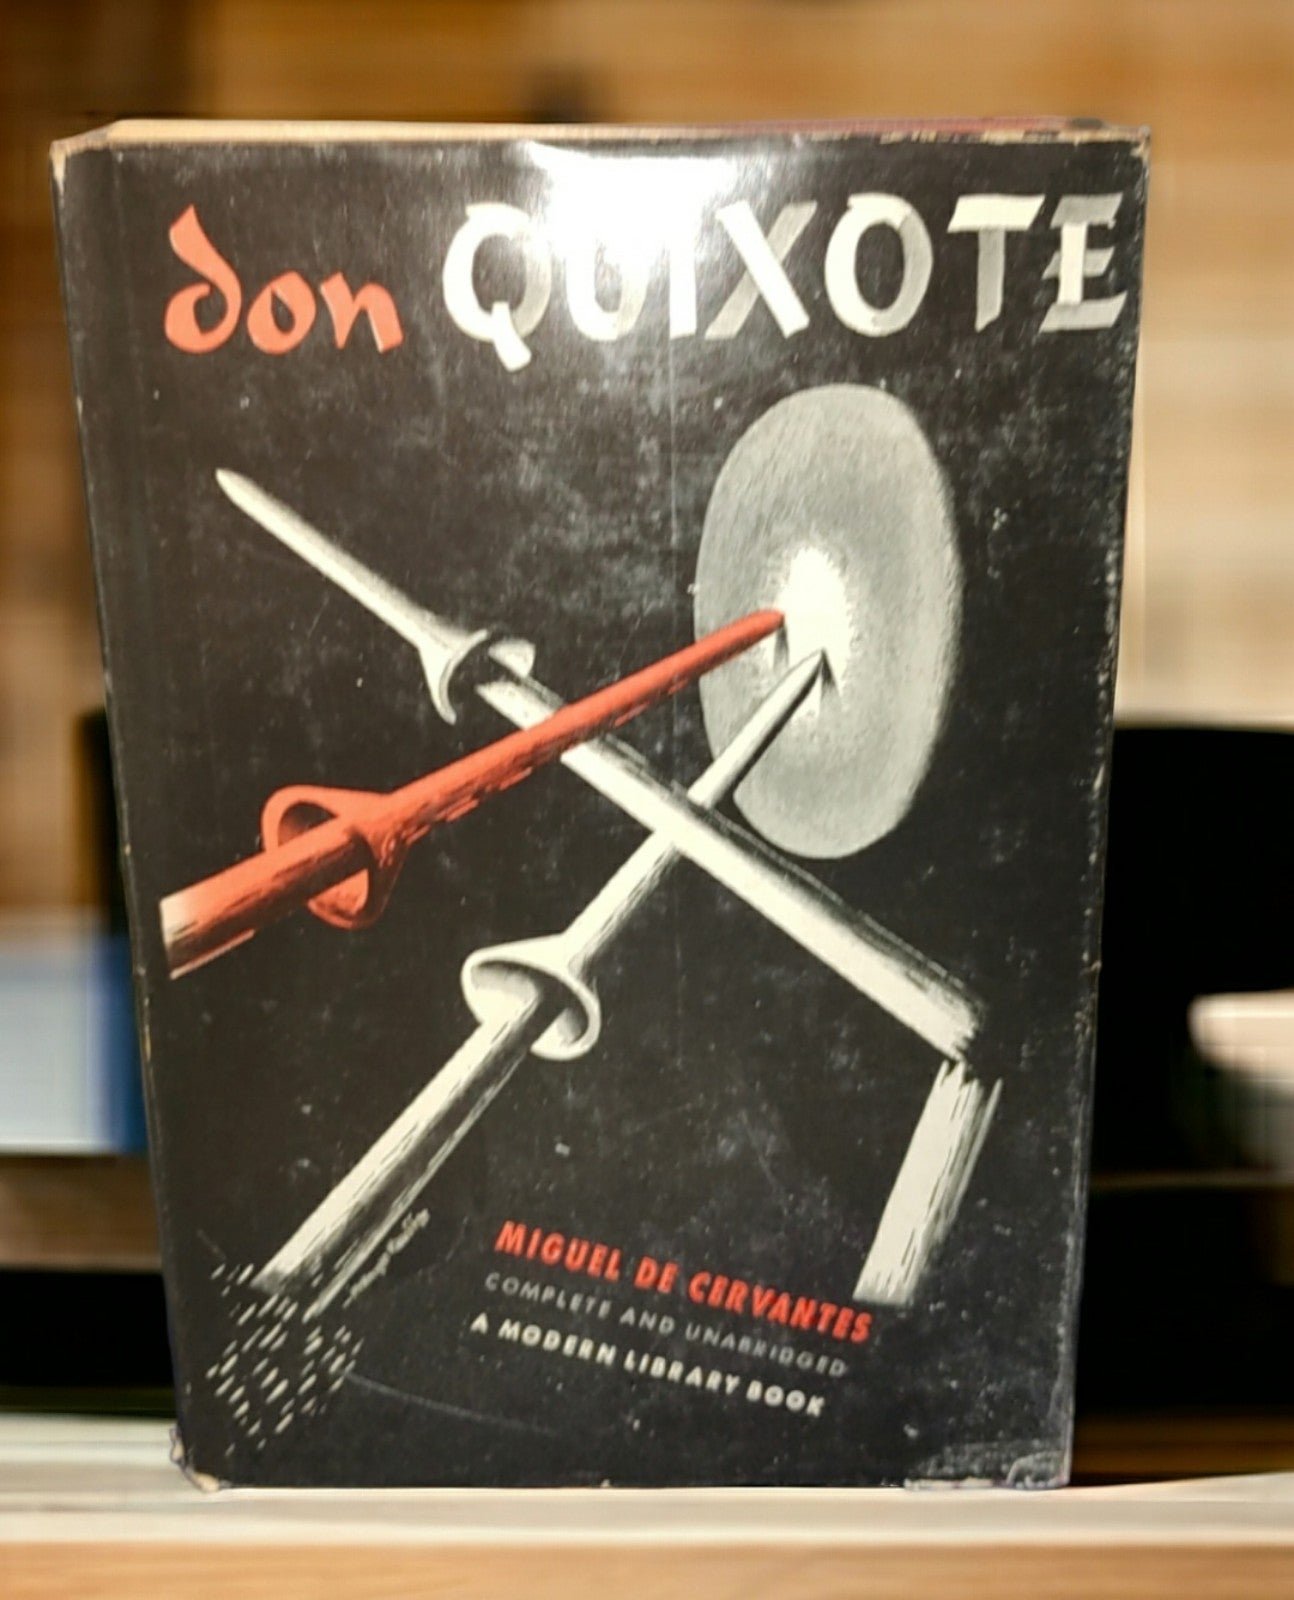 don QUIXOTE
MIGUEL DE CERVANTES
COMPLETE AND UNABRIDGED
A MODERN LIBRARY BOOK